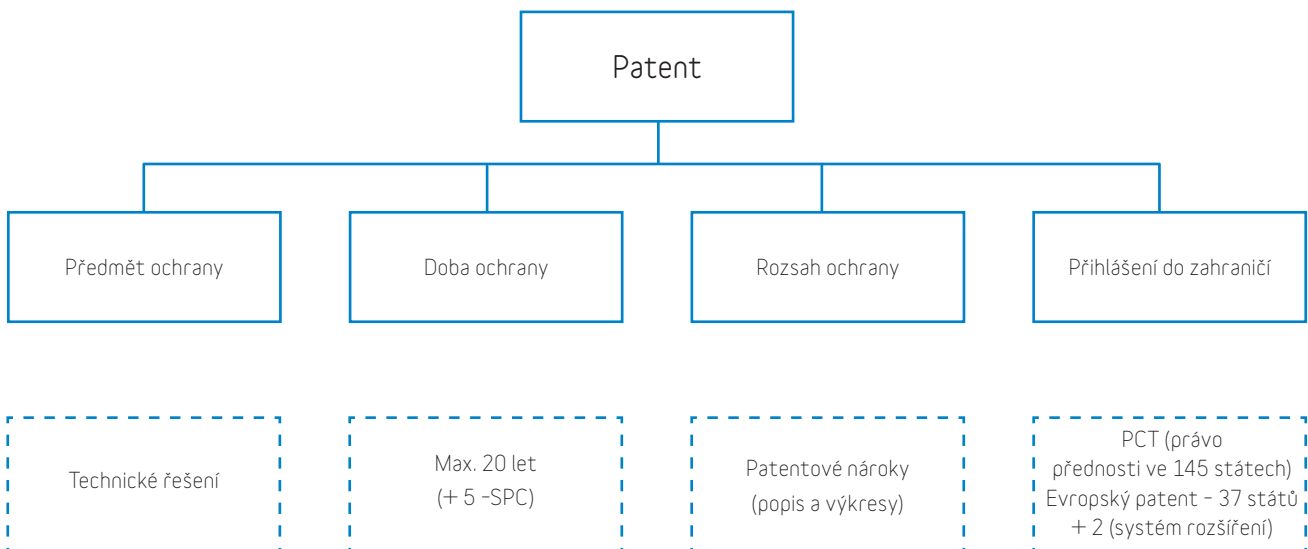 Patent
Předmět ochrany
Doba ochrany
Rozsah ochrany
Přihlášení do zahraničí
Technické řešení
Max. 20 let
(+ 5 -SPC)
Patentové nároky
(popis a výkresy)
PCT (právo
přednosti ve 145 státech)
Evropský patent - 37 států
+ 2 (systém rozšíření)